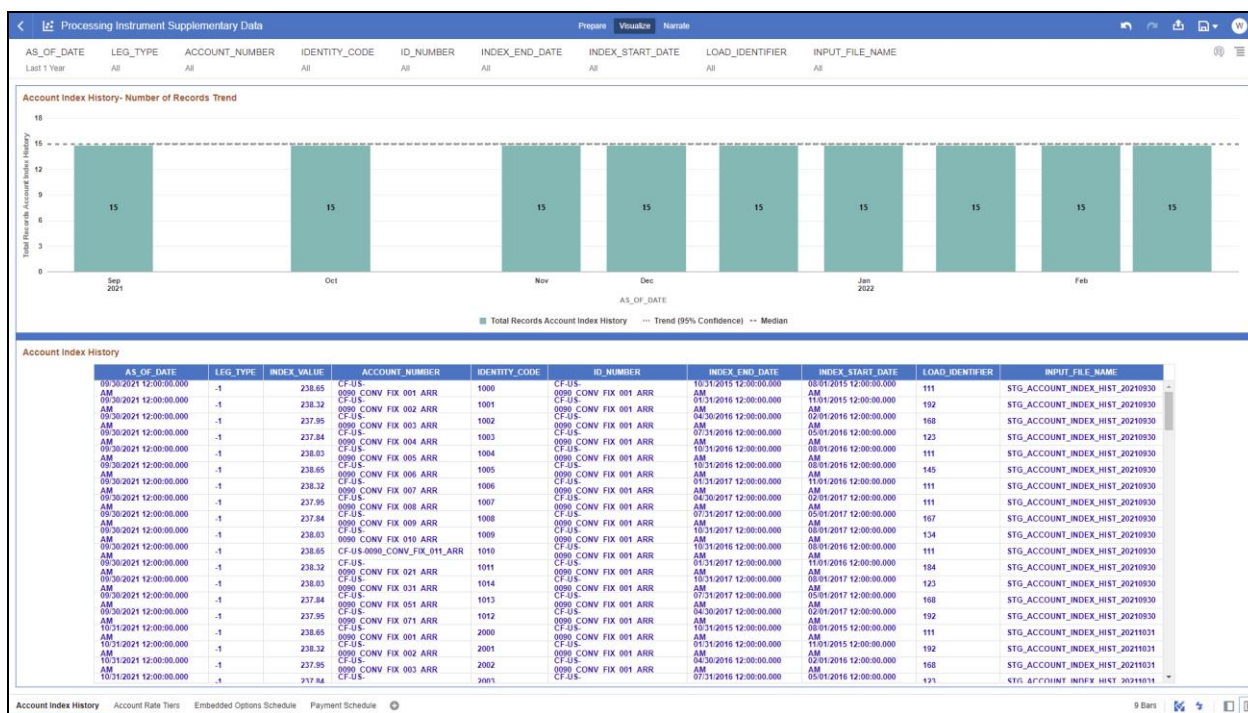 Processing Instrument Supplementary Data
Prepare Visualize Narrate
W
AS_OF_DATE LEG_TYPE ACCOUNT_NUMBER IDENTITY_CODE ID_NUMBER INDEX_END_DATE INDEX_START_DATE LOAD_IDENTIFIER INPUT_FILE_NAME
Last 1 Year All All All All All All All All
Account Index History- Number of Records Trend
Total Records Account Index History
18
15
12
9
6
3
0
15 15 15 15 15 15 15 15 15
Sep Oct Nov Dec Jan Feb
2021 2022
AS_OF_DATE
Total Records Account Index History --- Trend (95% Confidence) -- Median
Account Index History
AS_OF_DATE LEG_TYPE INDEX_VALUE ACCOUNT_NUMBER IDENTITY_CODE ID_NUMBER INDEX_END_DATE INDEX_START_DATE LOAD_IDENTIFIER INPUT_FILE_NAME
09/30/2021 12:00:00.000 AM -1 238.65 CF-US-0090_CONV_FIX_001_ARR 1000 CF-US-0090_CONV_FIX_001_ARR 10/31/2015 12:00:00.000 AM 08/01/2015 12:00:00.000 AM 111 STG_ACCOUNT_INDEX_HIST_20210930
09/30/2021 12:00:00.000 AM -1 238.32 CF-US-0090_CONV_FIX_002_ARR 1001 CF-US-0090_CONV_FIX_001_ARR 01/31/2016 12:00:00.000 AM 11/01/2015 12:00:00.000 AM 192 STG_ACCOUNT_INDEX_HIST_20210930
09/30/2021 12:00:00.000 AM -1 237.95 CF-US-0090_CONV_FIX_003_ARR 1002 CF-US-0090_CONV_FIX_001_ARR 04/30/2016 12:00:00.000 AM 02/01/2016 12:00:00.000 AM 168 STG_ACCOUNT_INDEX_HIST_20210930
09/30/2021 12:00:00.000 AM -1 237.84 CF-US-0090_CONV_FIX_004_ARR 1003 CF-US-0090_CONV_FIX_001_ARR 07/31/2016 12:00:00.000 AM 05/01/2016 12:00:00.000 AM 123 STG_ACCOUNT_INDEX_HIST_20210930
09/30/2021 12:00:00.000 AM -1 238.03 CF-US-0090_CONV_FIX_005_ARR 1004 CF-US-0090_CONV_FIX_001_ARR 10/31/2016 12:00:00.000 AM 08/01/2016 12:00:00.000 AM 111 STG_ACCOUNT_INDEX_HIST_20210930
09/30/2021 12:00:00.000 AM -1 238.65 CF-US-0090_CONV_FIX_006_ARR 1005 CF-US-0090_CONV_FIX_001_ARR 10/31/2016 12:00:00.000 AM 08/01/2016 12:00:00.000 AM 145 STG_ACCOUNT_INDEX_HIST_20210930
09/30/2021 12:00:00.000 AM -1 238.32 CF-US-0090_CONV_FIX_007_ARR 1006 CF-US-0090_CONV_FIX_001_ARR 01/31/2017 12:00:00.000 AM 11/01/2016 12:00:00.000 AM 111 STG_ACCOUNT_INDEX_HIST_20210930
09/30/2021 12:00:00.000 AM -1 237.95 CF-US-0090_CONV_FIX_008_ARR 1007 CF-US-0090_CONV_FIX_001_ARR 04/30/2017 12:00:00.000 AM 02/01/2017 12:00:00.000 AM 111 STG_ACCOUNT_INDEX_HIST_20210930
09/30/2021 12:00:00.000 AM -1 237.84 CF-US-0090_CONV_FIX_009_ARR 1008 CF-US-0090_CONV_FIX_001_ARR 07/31/2017 12:00:00.000 AM 05/01/2017 12:00:00.000 AM 167 STG_ACCOUNT_INDEX_HIST_20210930
09/30/2021 12:00:00.000 AM -1 238.03 CF-US-0090_CONV_FIX_010_ARR 1009 CF-US-0090_CONV_FIX_001_ARR 10/31/2017 12:00:00.000 AM 08/01/2017 12:00:00.000 AM 134 STG_ACCOUNT_INDEX_HIST_20210930
09/30/2021 12:00:00.000 AM -1 238.65 CF-US-0090_CONV_FIX_011_ARR 1010 CF-US-0090_CONV_FIX_001_ARR 10/31/2016 12:00:00.000 AM 08/01/2016 12:00:00.000 AM 111 STG_ACCOUNT_INDEX_HIST_20210930
09/30/2021 12:00:00.000 AM -1 238.32 CF-US-0090_CONV_FIX_021_ARR 1011 CF-US-0090_CONV_FIX_001_ARR 01/31/2017 12:00:00.000 AM 11/01/2016 12:00:00.000 AM 184 STG_ACCOUNT_INDEX_HIST_20210930
09/30/2021 12:00:00.000 AM -1 238.03 CF-US-0090_CONV_FIX_031_ARR 1014 CF-US-0090_CONV_FIX_001_ARR 10/31/2017 12:00:00.000 AM 08/01/2017 12:00:00.000 AM 123 STG_ACCOUNT_INDEX_HIST_20210930
09/30/2021 12:00:00.000 AM -1 237.84 CF-US-0090_CONV_FIX_051_ARR 1013 CF-US-0090_CONV_FIX_001_ARR 07/31/2017 12:00:00.000 AM 05/01/2017 12:00:00.000 AM 168 STG_ACCOUNT_INDEX_HIST_20210930
09/30/2021 12:00:00.000 AM -1 237.95 CF-US-0090_CONV_FIX_071_ARR 1012 CF-US-0090_CONV_FIX_001_ARR 04/30/2017 12:00:00.000 AM 02/01/2017 12:00:00.000 AM 192 STG_ACCOUNT_INDEX_HIST_20210930
10/31/2021 12:00:00.000 AM -1 238.65 CF-US-0090_CONV_FIX_001_ARR 2000 CF-US-0090_CONV_FIX_001_ARR 10/31/2015 12:00:00.000 AM 08/01/2015 12:00:00.000 AM 111 STG_ACCOUNT_INDEX_HIST_20211031
10/31/2021 12:00:00.000 AM -1 238.32 CF-US-0090_CONV_FIX_002_ARR 2001 CF-US-0090_CONV_FIX_001_ARR 01/31/2016 12:00:00.000 AM 11/01/2015 12:00:00.000 AM 192 STG_ACCOUNT_INDEX_HIST_20211031
10/31/2021 12:00:00.000 AM -1 237.95 CF-US-0090_CONV_FIX_003_ARR 2002 CF-US-0090_CONV_FIX_001_ARR 04/30/2016 12:00:00.000 AM 02/01/2016 12:00:00.000 AM 168 STG_ACCOUNT_INDEX_HIST_20211031
10/31/2021 12:00:00.000 -1 237.84 CF-US- 2003 CF-US- 07/31/2016 12:00:00.000 05/01/2016 12:00:00.000 123 STG_ACCOUNT_INDEX_HIST_20211031
Account Index History Account Rate Tiers Embedded Options Schedule Payment Schedule 9 Bars